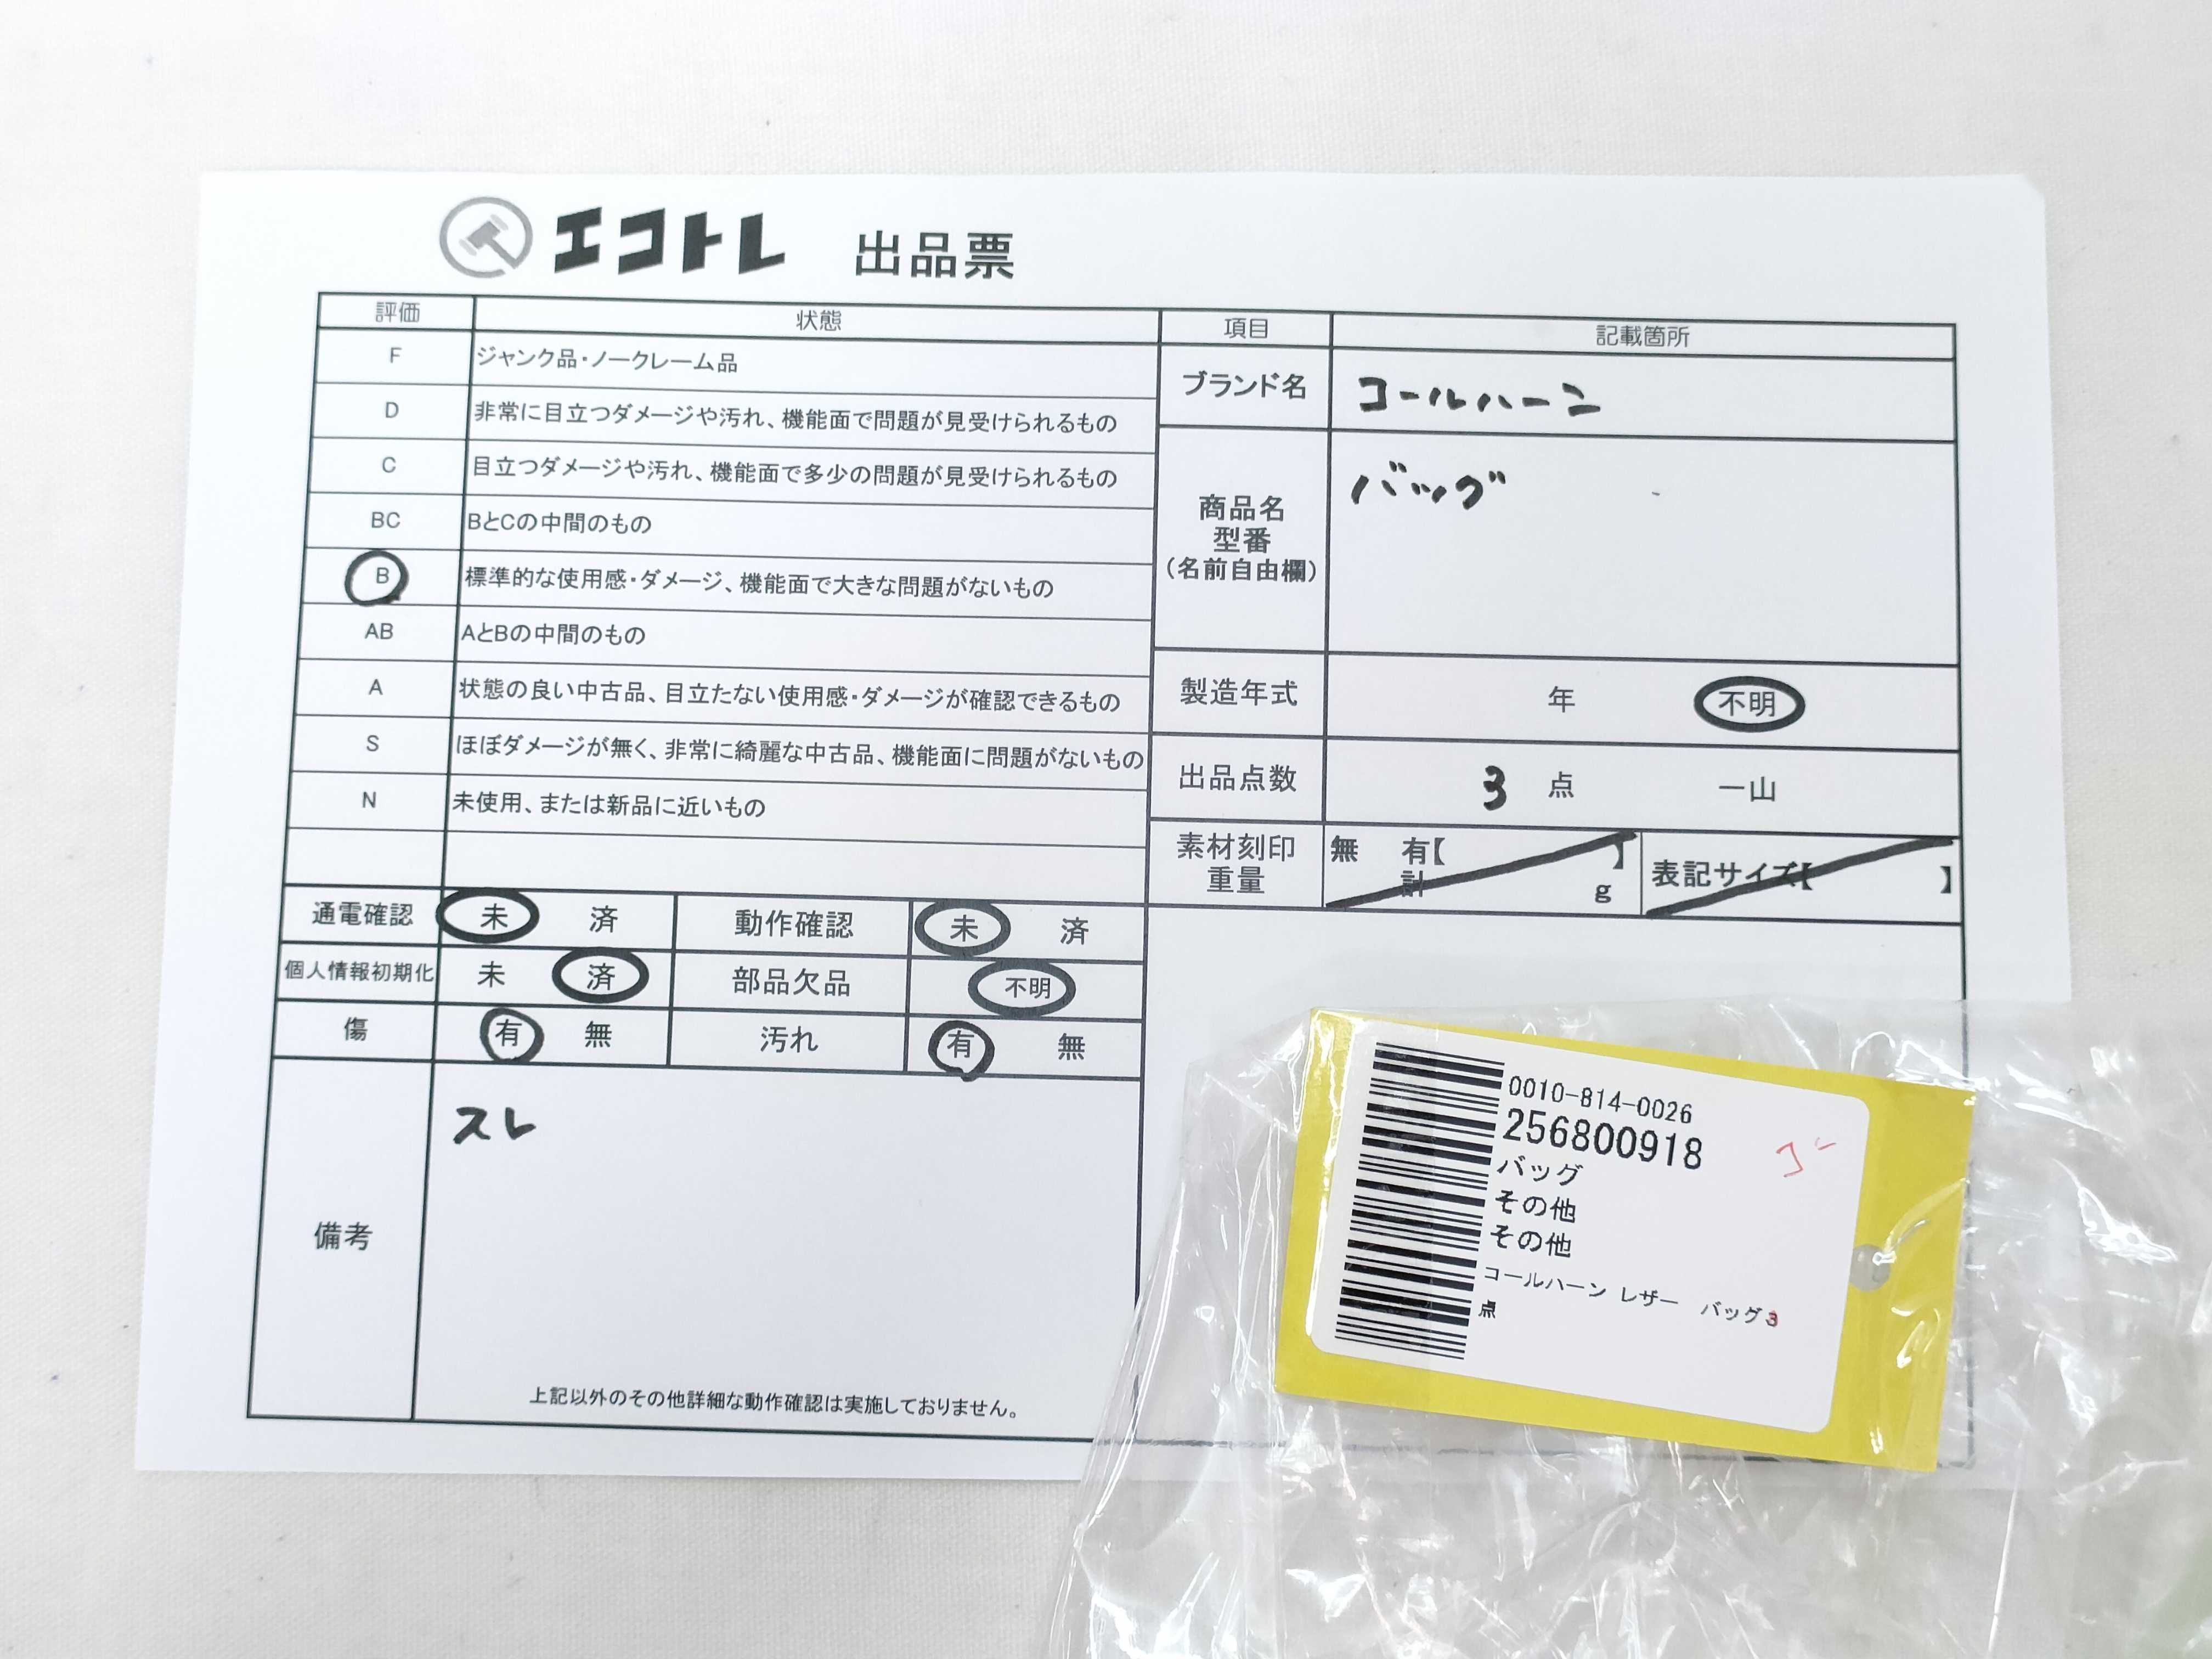 エコトレ 出品票
評価 状態 項目 記載箇所
F ジャンク品・ノークレーム品
D 非常に目立つダメージや汚れ、機能面で問題が見受けられるもの
C 目立つダメージや汚れ、機能面で多少の問題が見受けられるもの
BC BとCの中間のもの
B 標準的な使用感・ダメージ、機能面で大きな問題がないもの
AB AとBの中間のもの
A 状態の良い中古品、目立たない使用感・ダメージが確認できるもの
S ほぼダメージが無く、非常に綺麗な中古品、機能面に問題がないもの
N 未使用、または新品に近いもの
ブランド名 コールハーン
商品名
型番
(名前自由欄)
バッグ
製造年式 年 不明
出品点数 3 点 一山
素材刻印
重量
無 有【 】
計 g
表記サイズ【 】
通電確認 未 済 動作確認 未 済
個人情報初期化 未 済 部品欠品 不明
傷 有 無 汚れ 有 無
備考 スレ
上記以外のその他詳細な動作確認は実施しておりません。
0010-814-0026
256800918
バッグ
その他
その他
コールハーン レザー バッグ3
点